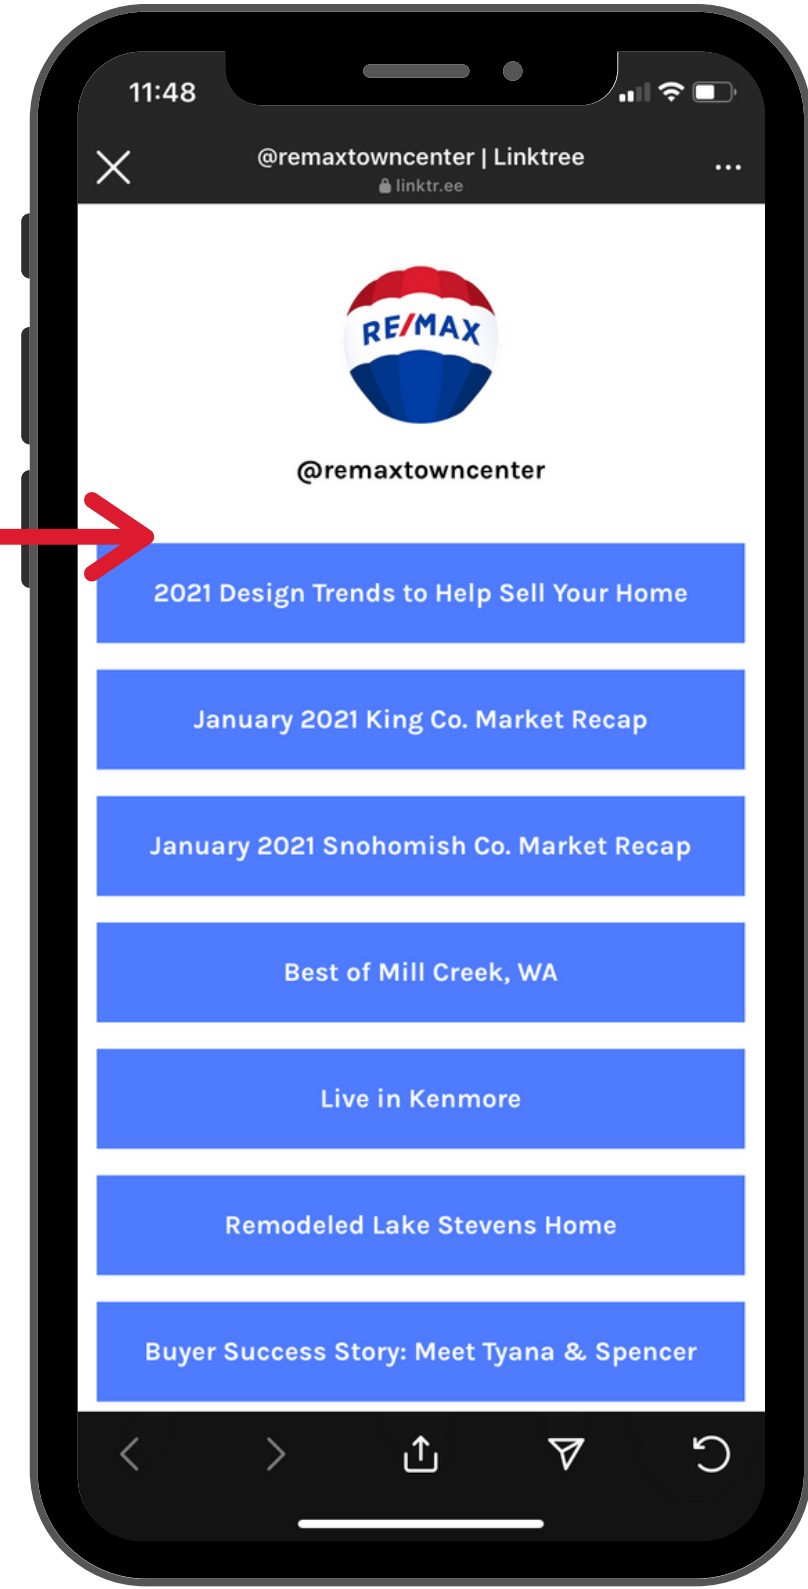 11:48
@remaxtowncenter | Linktree
linktr.ee
RE/MAX
@remaxtowncenter
2021 Design Trends to Help Sell Your Home
January 2021 King Co. Market Recap
January 2021 Snohomish Co. Market Recap
Best of Mill Creek, WA
Live in Kenmore
Remodeled Lake Stevens Home
Buyer Success Story: Meet Tyana & Spencer